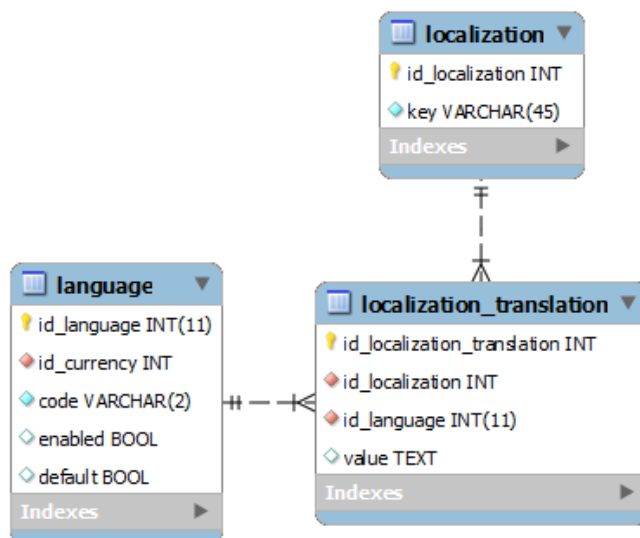 localization
id_localization INT
key VARCHAR(45)
Indexes
language
id_language INT(11)
id_currency INT
code VARCHAR(2)
enabled BOOL
default BOOL
Indexes
localization_translation
id_localization_translation INT
id_localization INT
id_language INT(11)
value TEXT
Indexes